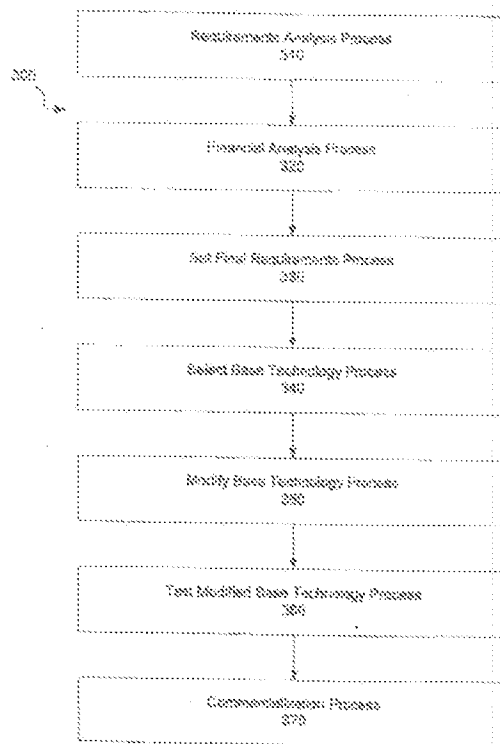 Requirements Analysis Process
Financial Analysis Process
Set Final Requirements Process
Select Base Technology Process
Modify Base Technology Process
Test Modified Base Technology Process
Commercialization Process